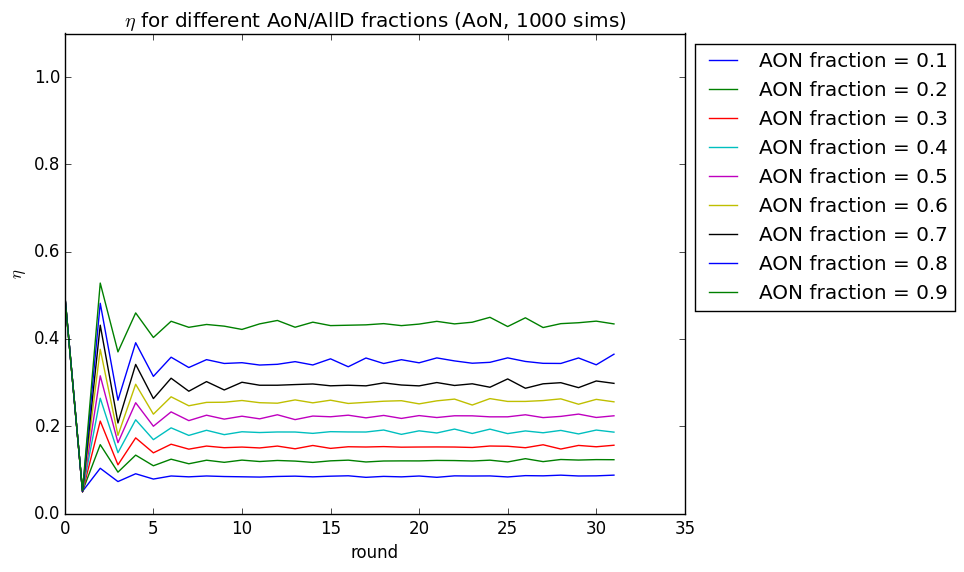 η for different AoN/AllD fractions (AoN, 1000 sims)
1.0
0.8
0.6
0.4
0.2
0.0
η
0 5 10 15 20 25 30 35
round
AON fraction = 0.1
AON fraction = 0.2
AON fraction = 0.3
AON fraction = 0.4
AON fraction = 0.5
AON fraction = 0.6
AON fraction = 0.7
AON fraction = 0.8
AON fraction = 0.9